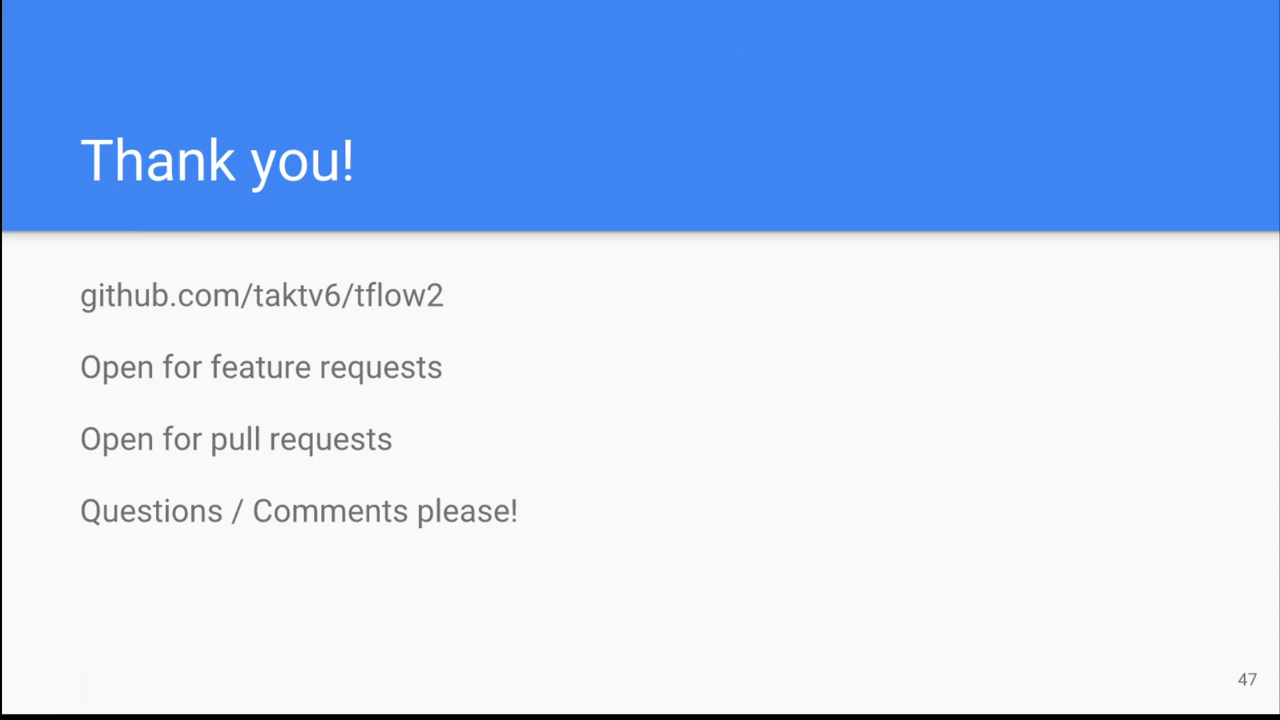 Thank you!
github.com/taktv6/tflow2
Open for feature requests
Open for pull requests
Questions / Comments please!
47